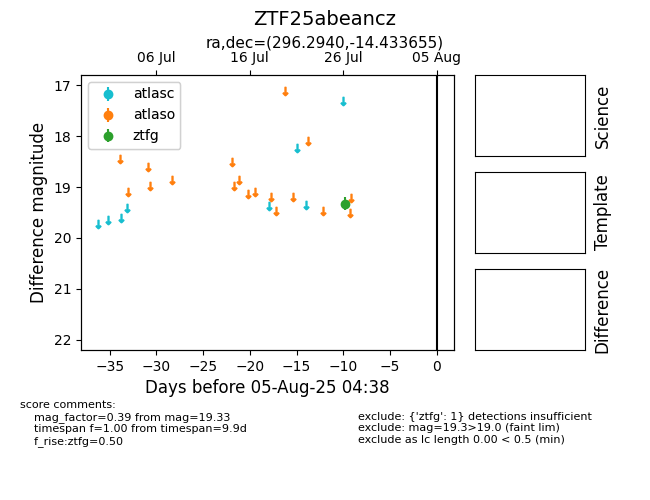 ZTF25abeancz
ra,dec=(296.2940,-14.433655)
06 Jul
16 Jul
26 Jul
05 Aug
atlasc
atlaso
ztfg
17
18
19
20
21
22
Difference magnitude
−35
−30
−25
−20
−15
−10
−5
0
Days before 05-Aug-25 04:38
Science
Template
Difference
score comments:
mag_factor=0.39 from mag=19.33
timespan f=1.00 from timespan=9.9d
f_rise:ztfg=0.50
exclude: {'ztfg': 1} detections insufficient
exclude: mag=19.3>19.0 (faint lim)
exclude as lc length 0.00 < 0.5 (min)